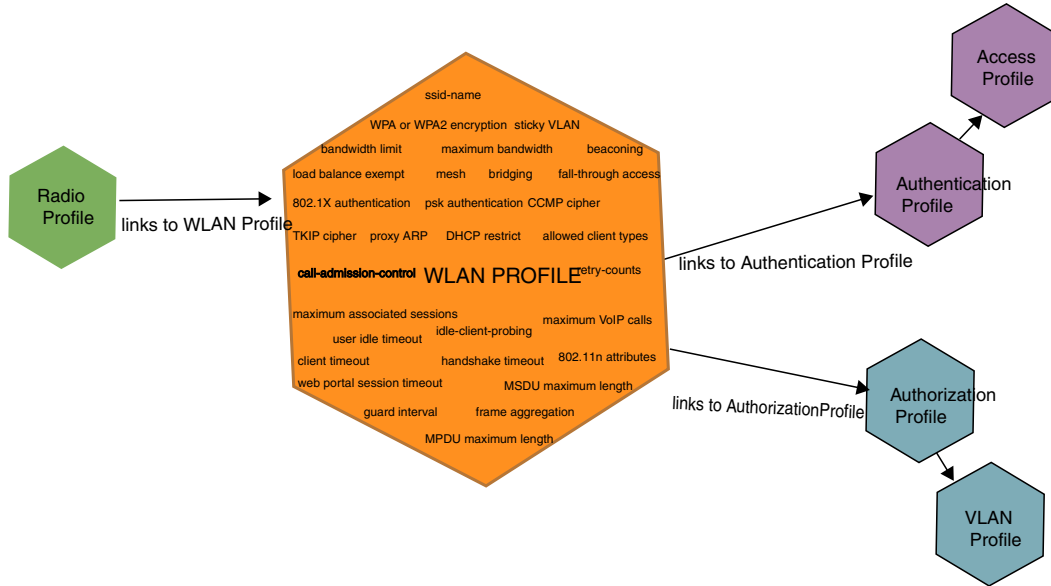 Access
Profile
ssid-name
WPA or WPA2 encryption sticky VLAN
bandwidth limit maximum bandwidth beaconing
load balance exempt mesh bridging fall-through access
802.1X authentication psk authentication CCMP cipher
TKIP cipher proxy ARP DHCP restrict allowed client types
call-admission-control WLAN PROFILE retry-counts
maximum associated sessions
idle-client-probing maximum VoIP calls
user idle timeout
client timeout handshake timeout 802.11n attributes
web portal session timeout MSDU maximum length
guard interval frame aggregation
MPDU maximum length
Radio
Profile
links to WLAN Profile
Authentication
Profile
links to Authentication Profile
links to AuthorizationProfile
Authorization
Profile
VLAN
Profile